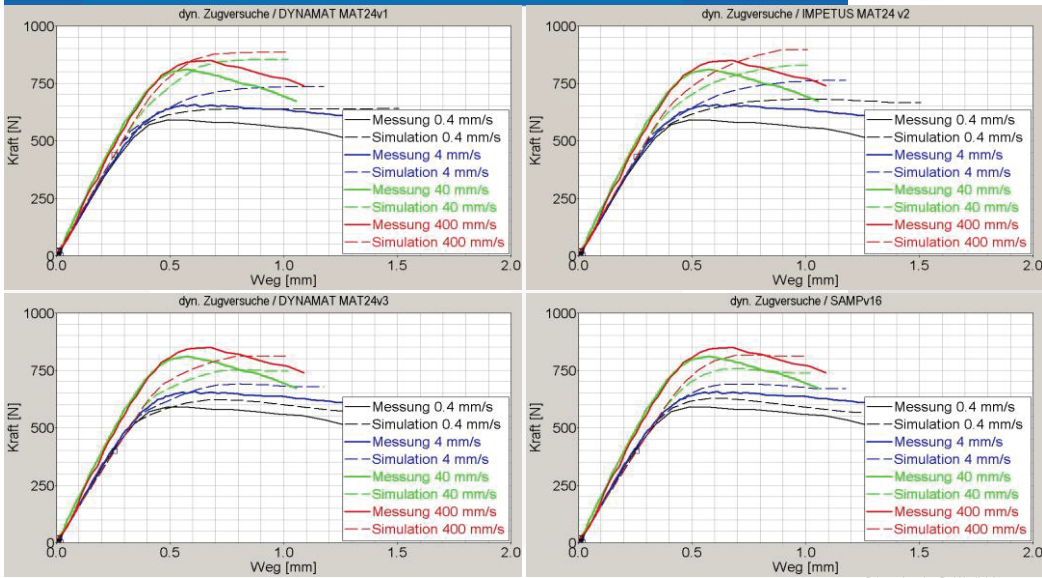 dyn. Zugversuche / DYNAMAT MAT24v1
1000
750
500
250
0
Kraft [N]
0.0 0.5 1.0 1.5 2.0
Weg [mm]
Messung 0.4 mm/s
Simulation 0.4 mm/s
Messung 4 mm/s
Simulation 4 mm/s
Messung 40 mm/s
Simulation 40 mm/s
Messung 400 mm/s
Simulation 400 mm/s
dyn. Zugversuche / IMPETUS MAT24 v2
1000
750
500
250
0
Kraft [N]
0.0 0.5 1.0 1.5 2.0
Weg [mm]
Messung 0.4 mm/s
Simulation 0.4 mm/s
Messung 4 mm/s
Simulation 4 mm/s
Messung 40 mm/s
Simulation 40 mm/s
Messung 400 mm/s
Simulation 400 mm/s
dyn. Zugversuche / DYNAMAT MAT24v3
1000
750
500
250
0
Kraft [N]
0.0 0.5 1.0 1.5 2.0
Weg [mm]
Messung 0.4 mm/s
Simulation 0.4 mm/s
Messung 4 mm/s
Simulation 4 mm/s
Messung 40 mm/s
Simulation 40 mm/s
Messung 400 mm/s
Simulation 400 mm/s
dyn. Zugversuche / SAMPv16
1000
750
500
250
0
Kraft [N]
0.0 0.5 1.0 1.5 2.0
Weg [mm]
Messung 0.4 mm/s
Simulation 0.4 mm/s
Messung 4 mm/s
Simulation 4 mm/s
Messung 40 mm/s
Simulation 40 mm/s
Messung 400 mm/s
Simulation 400 mm/s